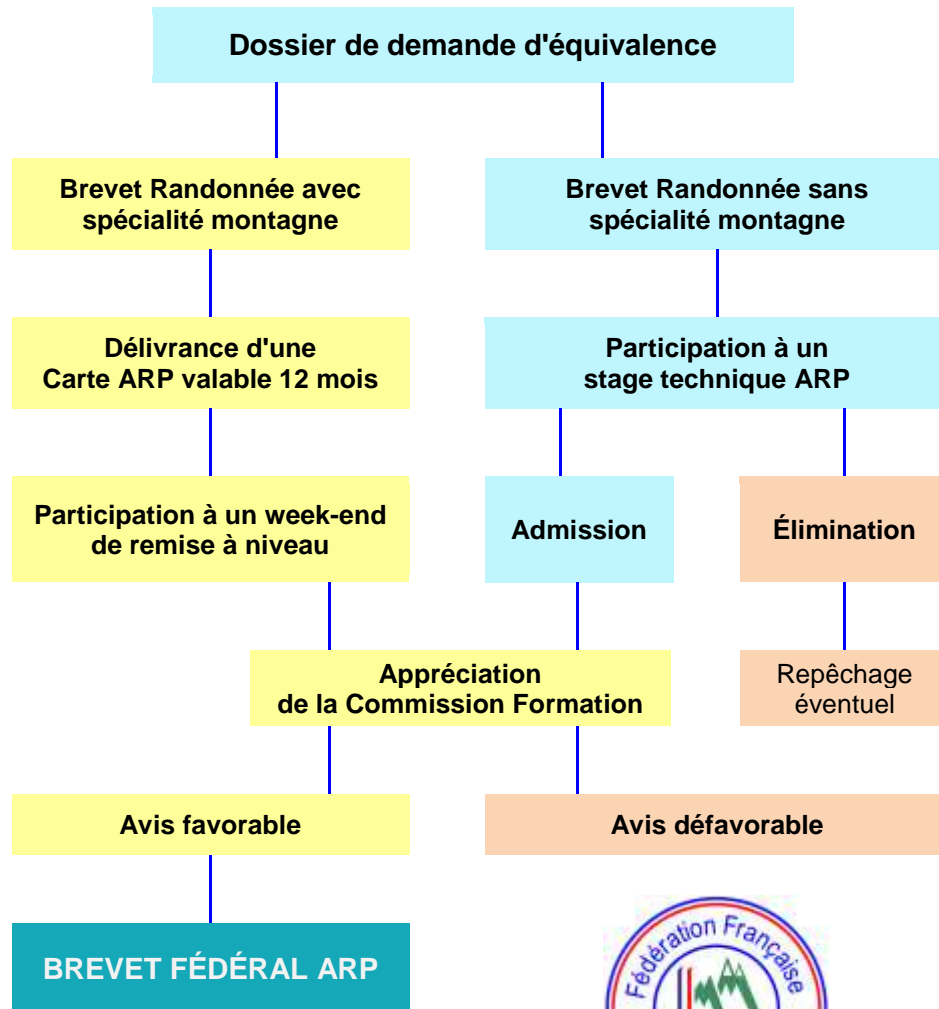 Dossier de demande d'équivalence
Brevet Randonnée avec
spécialité montagne
Brevet Randonnée sans
spécialité montagne
Délivrance d'une
Carte ARP valable 12 mois
Participation à un
stage technique ARP
Participation à un week-end
de remise à niveau
Admission
Élimination
Appréciation
de la Commission Formation
Repêchage
éventuel
Avis favorable
Avis défavorable
BREVET FÉDÉRAL ARP
Fédération Française